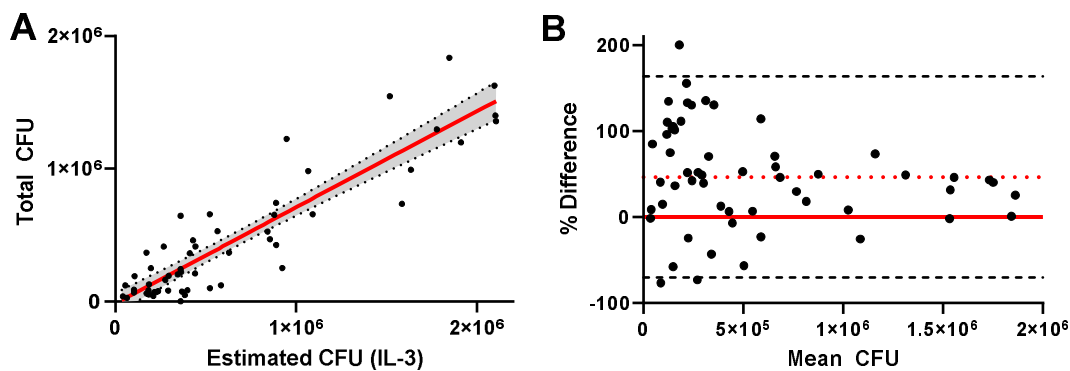 A
B
2×10⁶
1×10⁶
0
Total CFU
0
1×10⁶
2×10⁶
Estimated CFU (IL-3)
200
100
0
-100
% Difference
0
5×10⁵
1×10⁶
1.5×10⁶
2×10⁶
Mean CFU